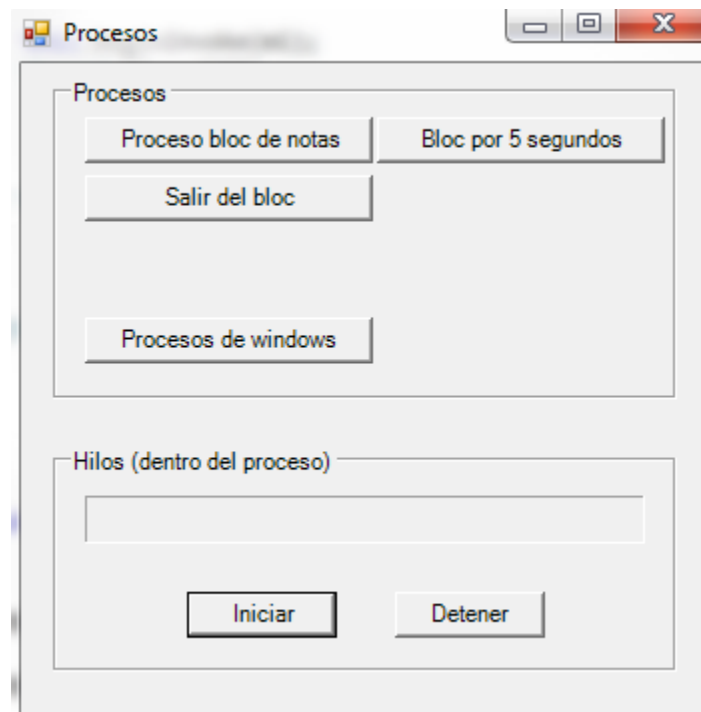 Procesos
Procesos
Proceso bloc de notas
Bloc por 5 segundos
Salir del bloc
Procesos de windows
Hilos (dentro del proceso)
Iniciar
Detener